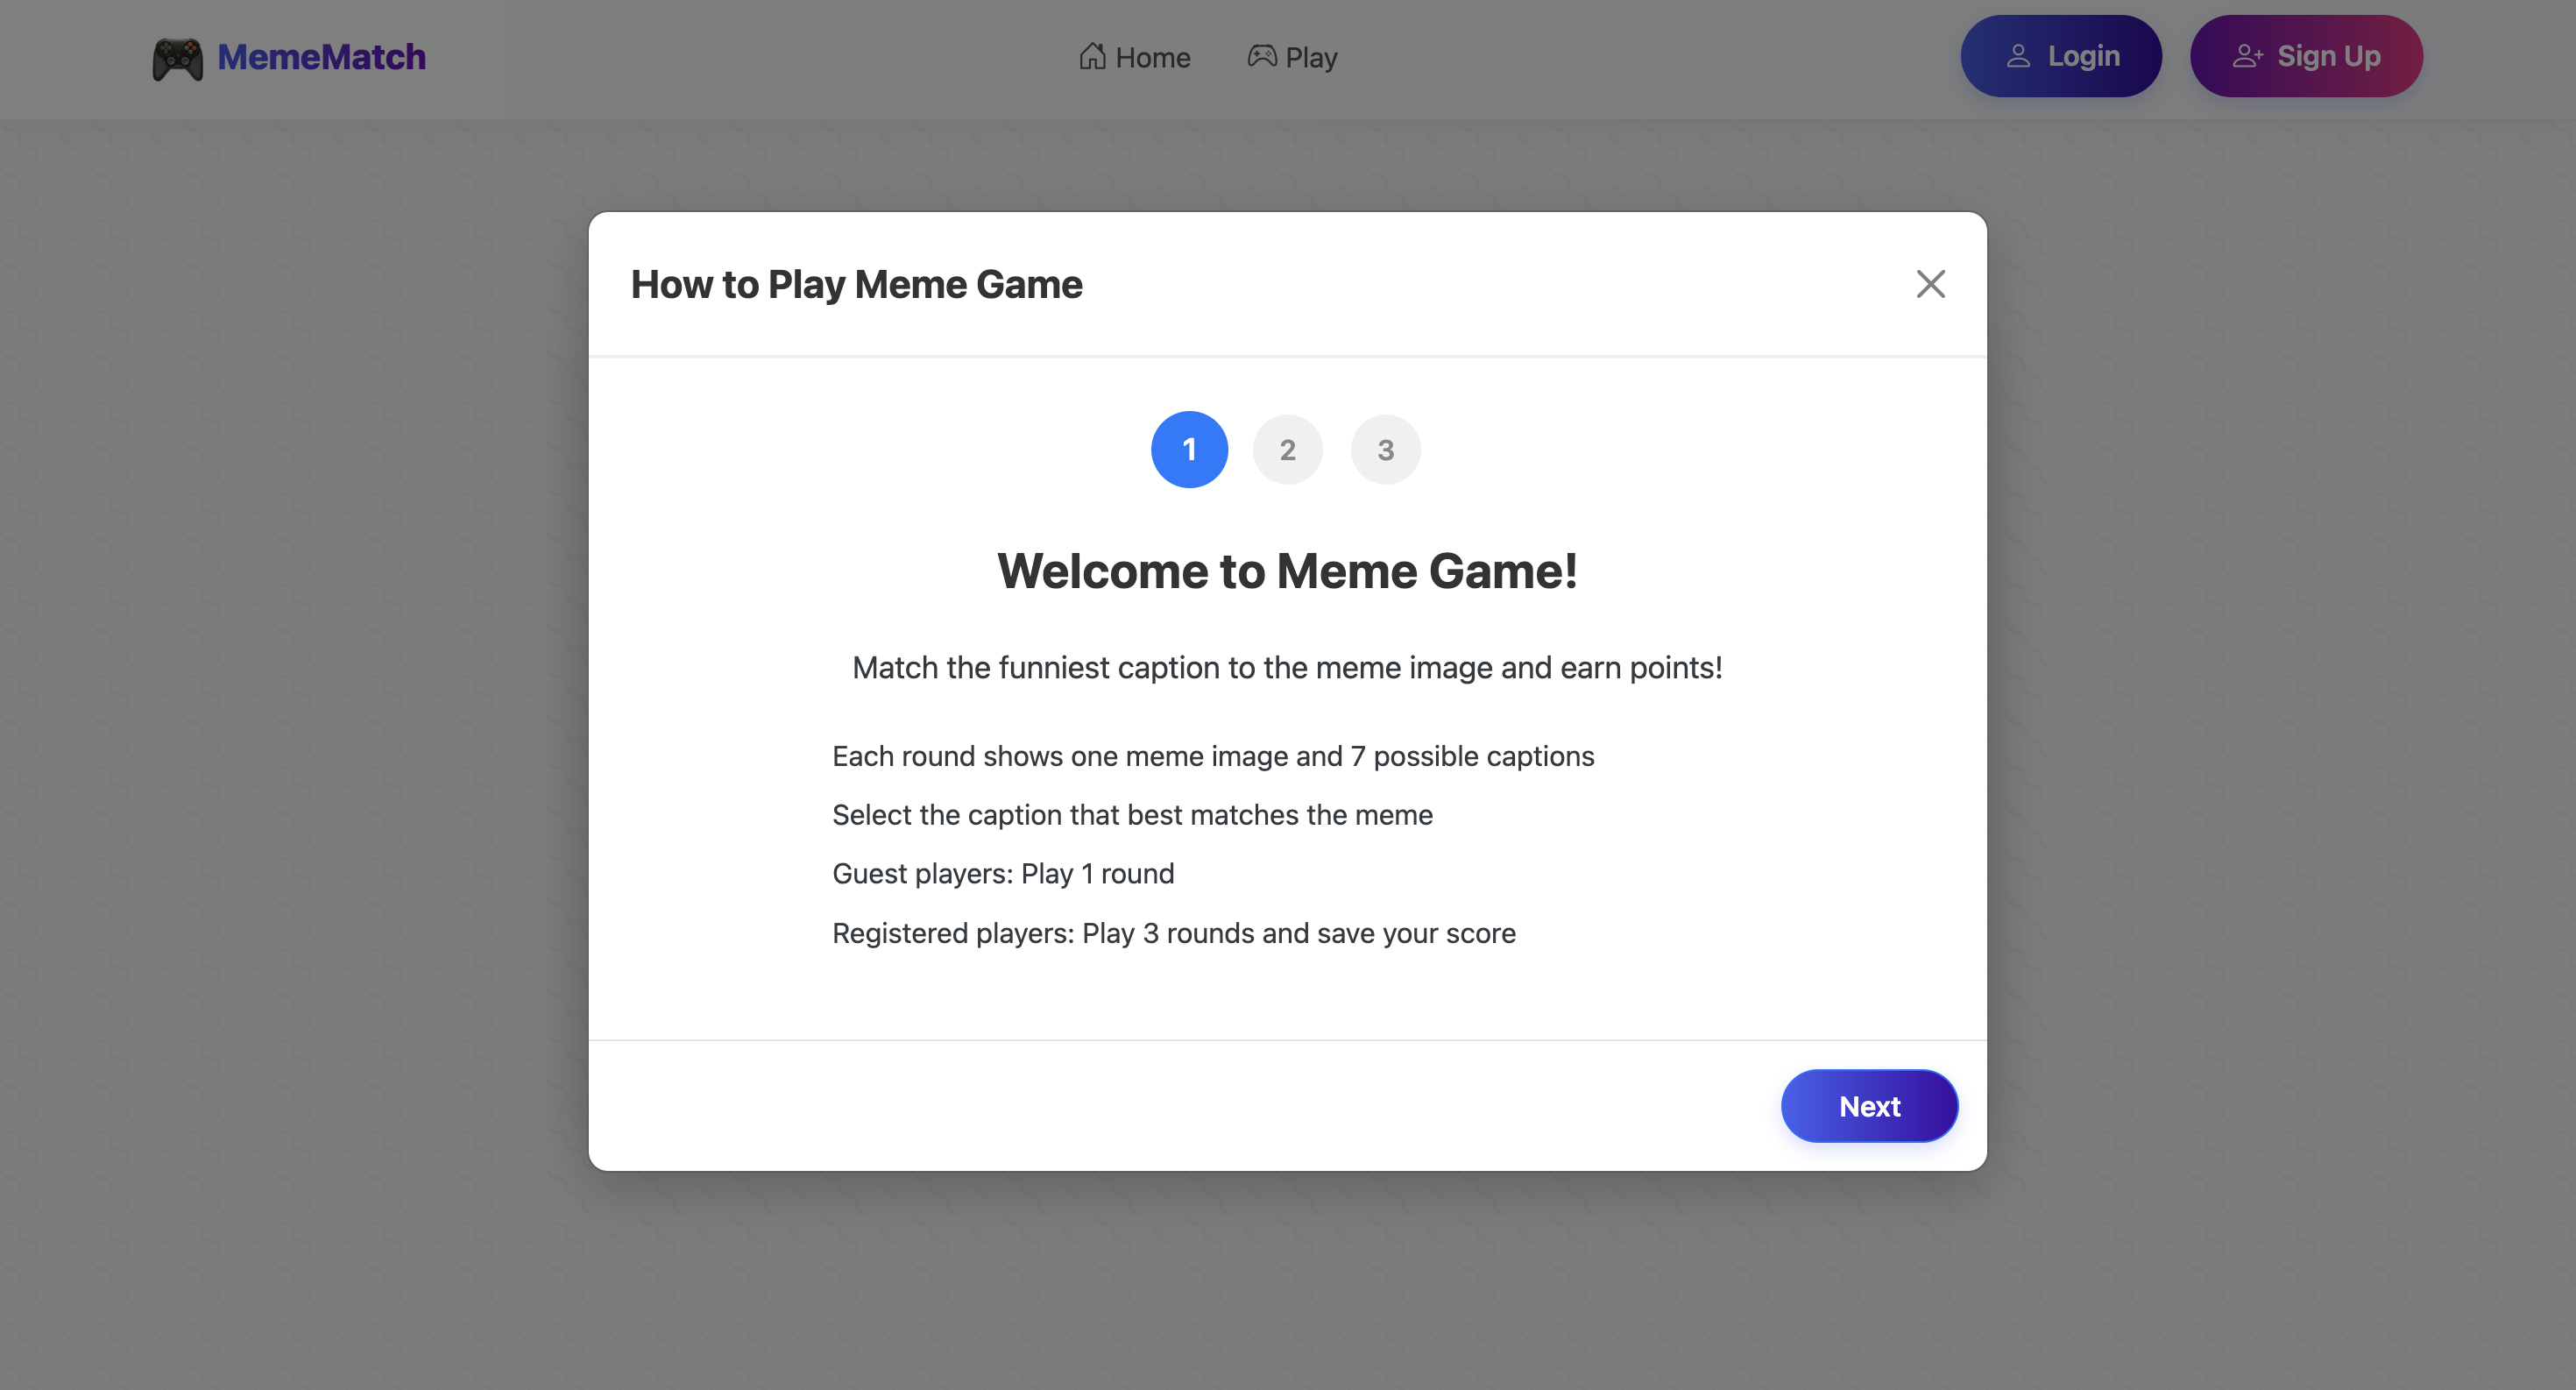 MemeMatch
Home
Play
Login
Sign Up
How to Play Meme Game
1
2
3
Welcome to Meme Game!
Match the funniest caption to the meme image and earn points!
Each round shows one meme image and 7 possible captions
Select the caption that best matches the meme
Guest players: Play 1 round
Registered players: Play 3 rounds and save your score
Next